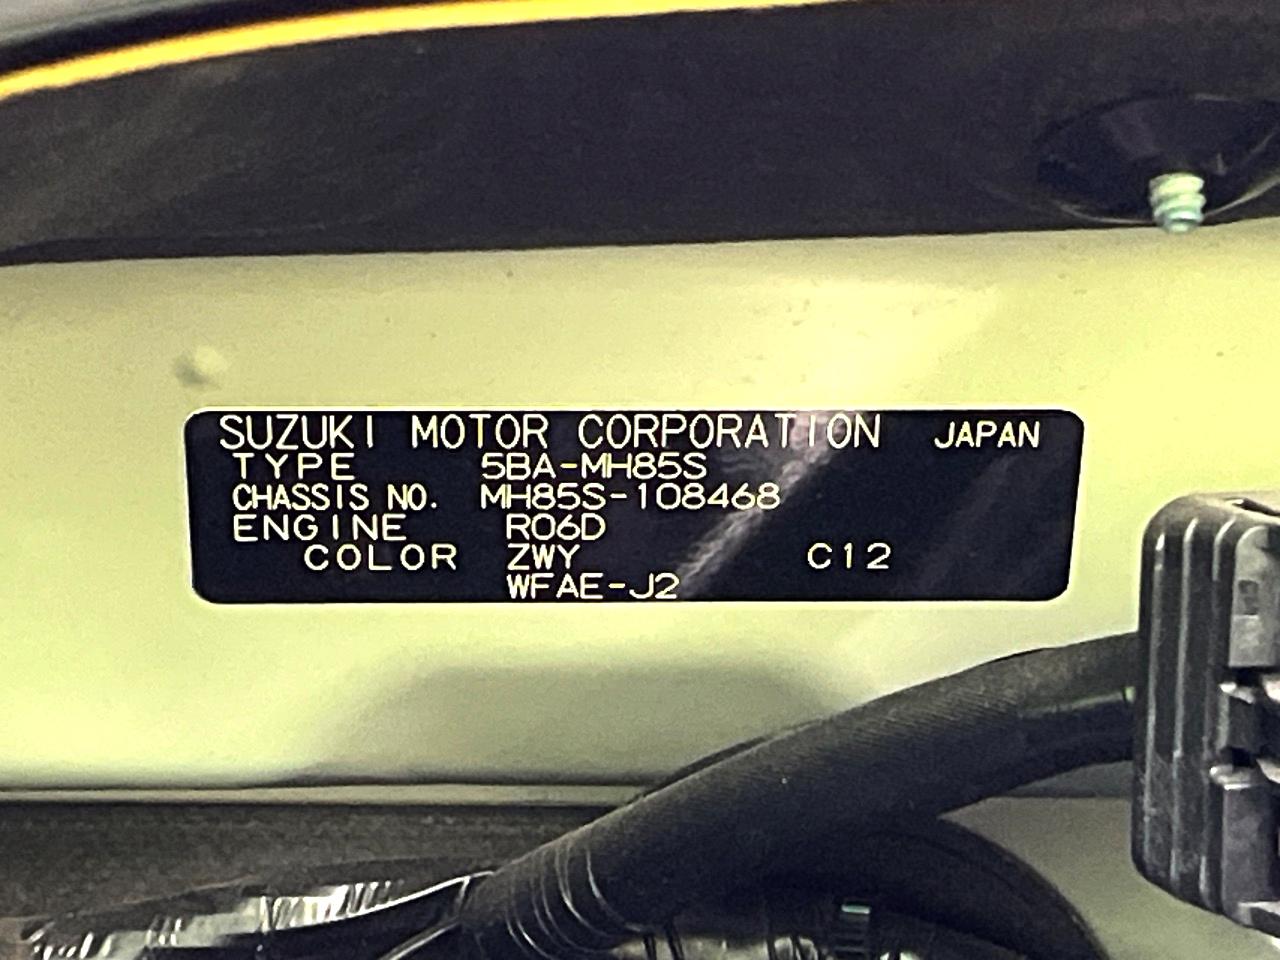 SUZUKI MOTOR CORPORATION JAPAN
TYPE 5BA-MH85S
CHASSIS NO. MH85S-108468
ENGINE R06D
COLOR ZWY C12
WFAE-J2